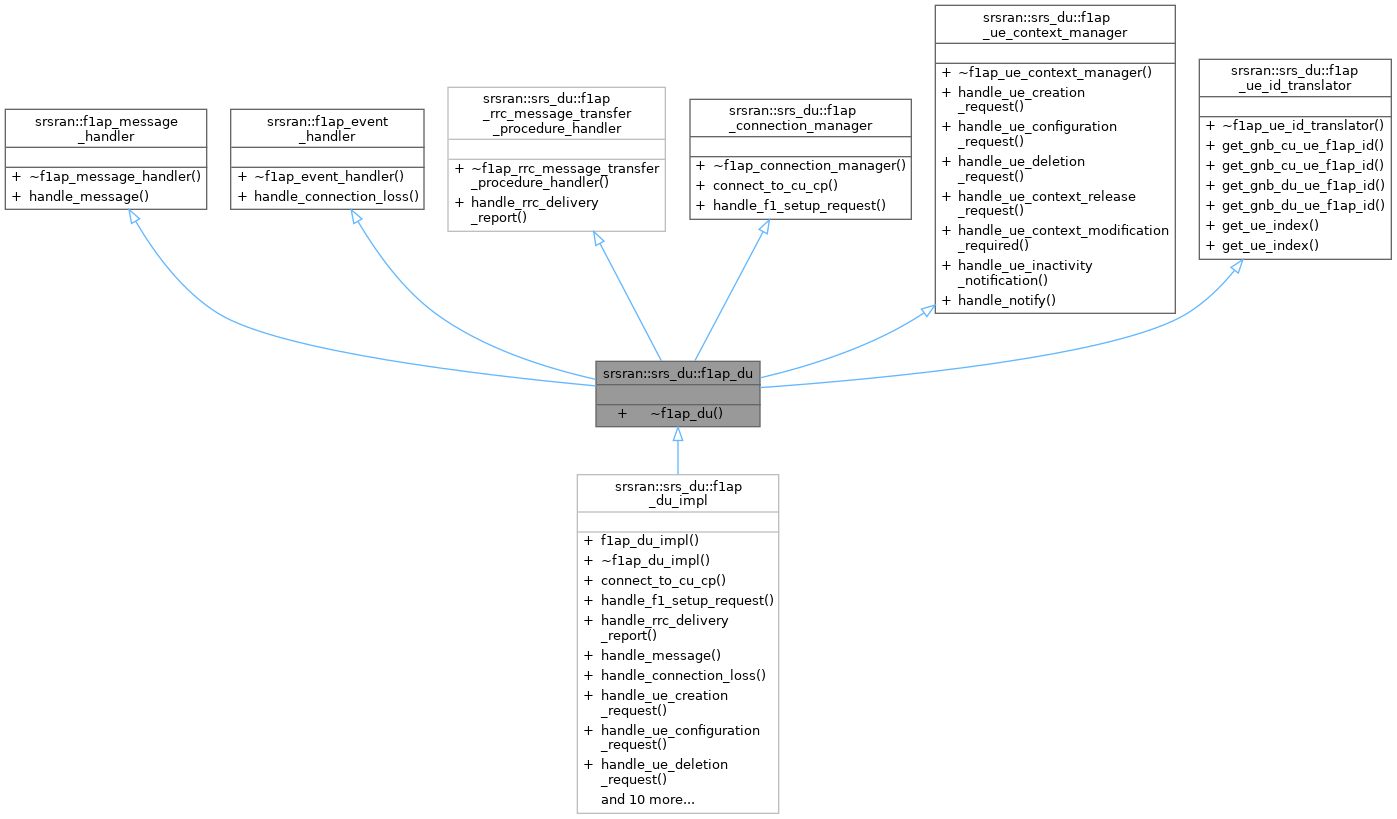 srsran::f1ap_message
_handler
+ ~f1ap_message_handler()
+ handle_message()
srsran::f1ap_event
_handler
+ ~f1ap_event_handler()
+ handle_connection_loss()
srsran::srs_du::f1ap
_rrc_message_transfer
_procedure_handler
+ ~f1ap_rrc_message_transfer
_procedure_handler()
+ handle_rrc_delivery
_report()
srsran::srs_du::f1ap
_connection_manager
+ ~f1ap_connection_manager()
+ connect_to_cu_cp()
+ handle_f1_setup_request()
srsran::srs_du::f1ap
_ue_context_manager
+ ~f1ap_ue_context_manager()
+ handle_ue_creation
_request()
+ handle_ue_configuration
_request()
+ handle_ue_deletion
_request()
+ handle_ue_context_release
_request()
+ handle_ue_context_modification
_required()
+ handle_ue_inactivity
_notification()
+ handle_notify()
srsran::srs_du::f1ap
_ue_id_translator
+ ~f1ap_ue_id_translator()
+ get_gnb_cu_ue_f1ap_id()
+ get_gnb_cu_ue_f1ap_id()
+ get_gnb_du_ue_f1ap_id()
+ get_gnb_du_ue_f1ap_id()
+ get_ue_index()
+ get_ue_index()
srsran::srs_du::f1ap_du
+ ~f1ap_du()
srsran::srs_du::f1ap
_du_impl
+ f1ap_du_impl()
+ ~f1ap_du_impl()
+ connect_to_cu_cp()
+ handle_f1_setup_request()
+ handle_rrc_delivery
_report()
+ handle_message()
+ handle_connection_loss()
+ handle_ue_creation
_request()
+ handle_ue_configuration
_request()
+ handle_ue_deletion
_request()
and 10 more...